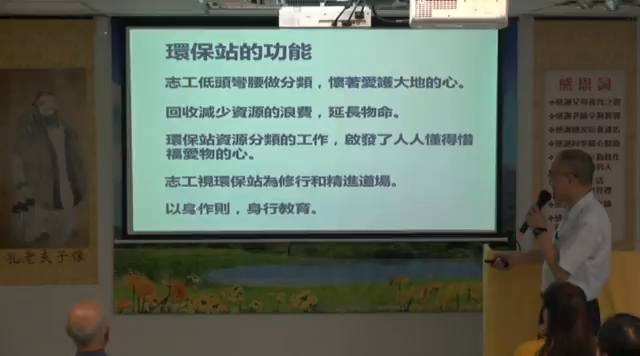 環保站的功能
志工低頭彎腰做分類，懷著愛護大地的心。
回收減少資源的浪費，延長物命。
環保站資源分類的工作，啟發了人人懂得惜
福愛物的心。
志工視環保站為修行和精進道場。
以身作則，身行教育。
孔老夫子像
感恩詞